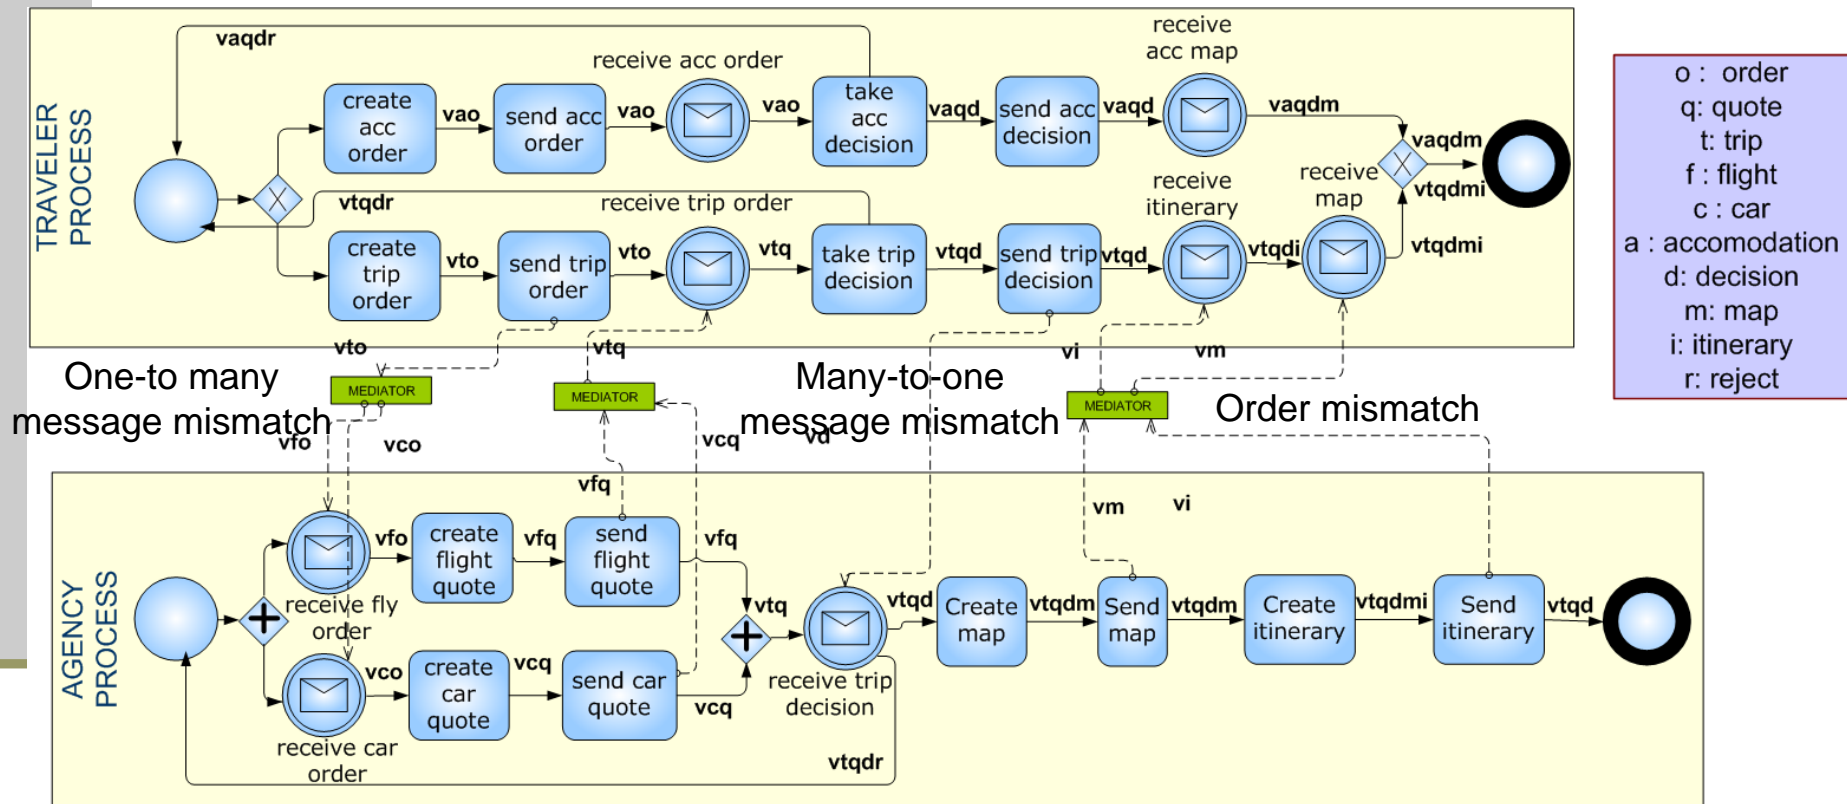 vaqdr
receive
acc map
receive acc order
TRAVELER
PROCESS
create
acc
order
vao
send acc
order
vao
vao
take
acc
decision
vaqd
send acc
decision
vaqd
vaqdm
vaqdm
vtqdmi
vtqdr
receive trip order
receive
itinerary
receive
map
create
trip
order
vto
send trip
order
vto
vtq
take trip
decision
vtqd
send trip
decision
vtqd
vtqdi
vtqdmi
o : order
q: quote
t: trip
f : flight
c : car
a : accomodation
d: decision
m: map
i: itinerary
r: reject
vto
vtq
vi
vm
One-to many
message mismatch
MEDIATOR
MEDIATOR
Many-to-one
message mismatch
MEDIATOR
Order mismatch
vfo
vco
vcq
vd
vfq
vm
vi
AGENCY
PROCESS
receive fly
order
vfo
create
flight
quote
vfq
send
flight
quote
vfq
receive car
order
vco
create
car
quote
vcq
send car
quote
vcq
vtq
receive trip
decision
vtqdr
vtqd
Create
map
vtqdm
Send
map
vtqdm
Create
itinerary
vtqdmi
Send
itinerary
vtqd